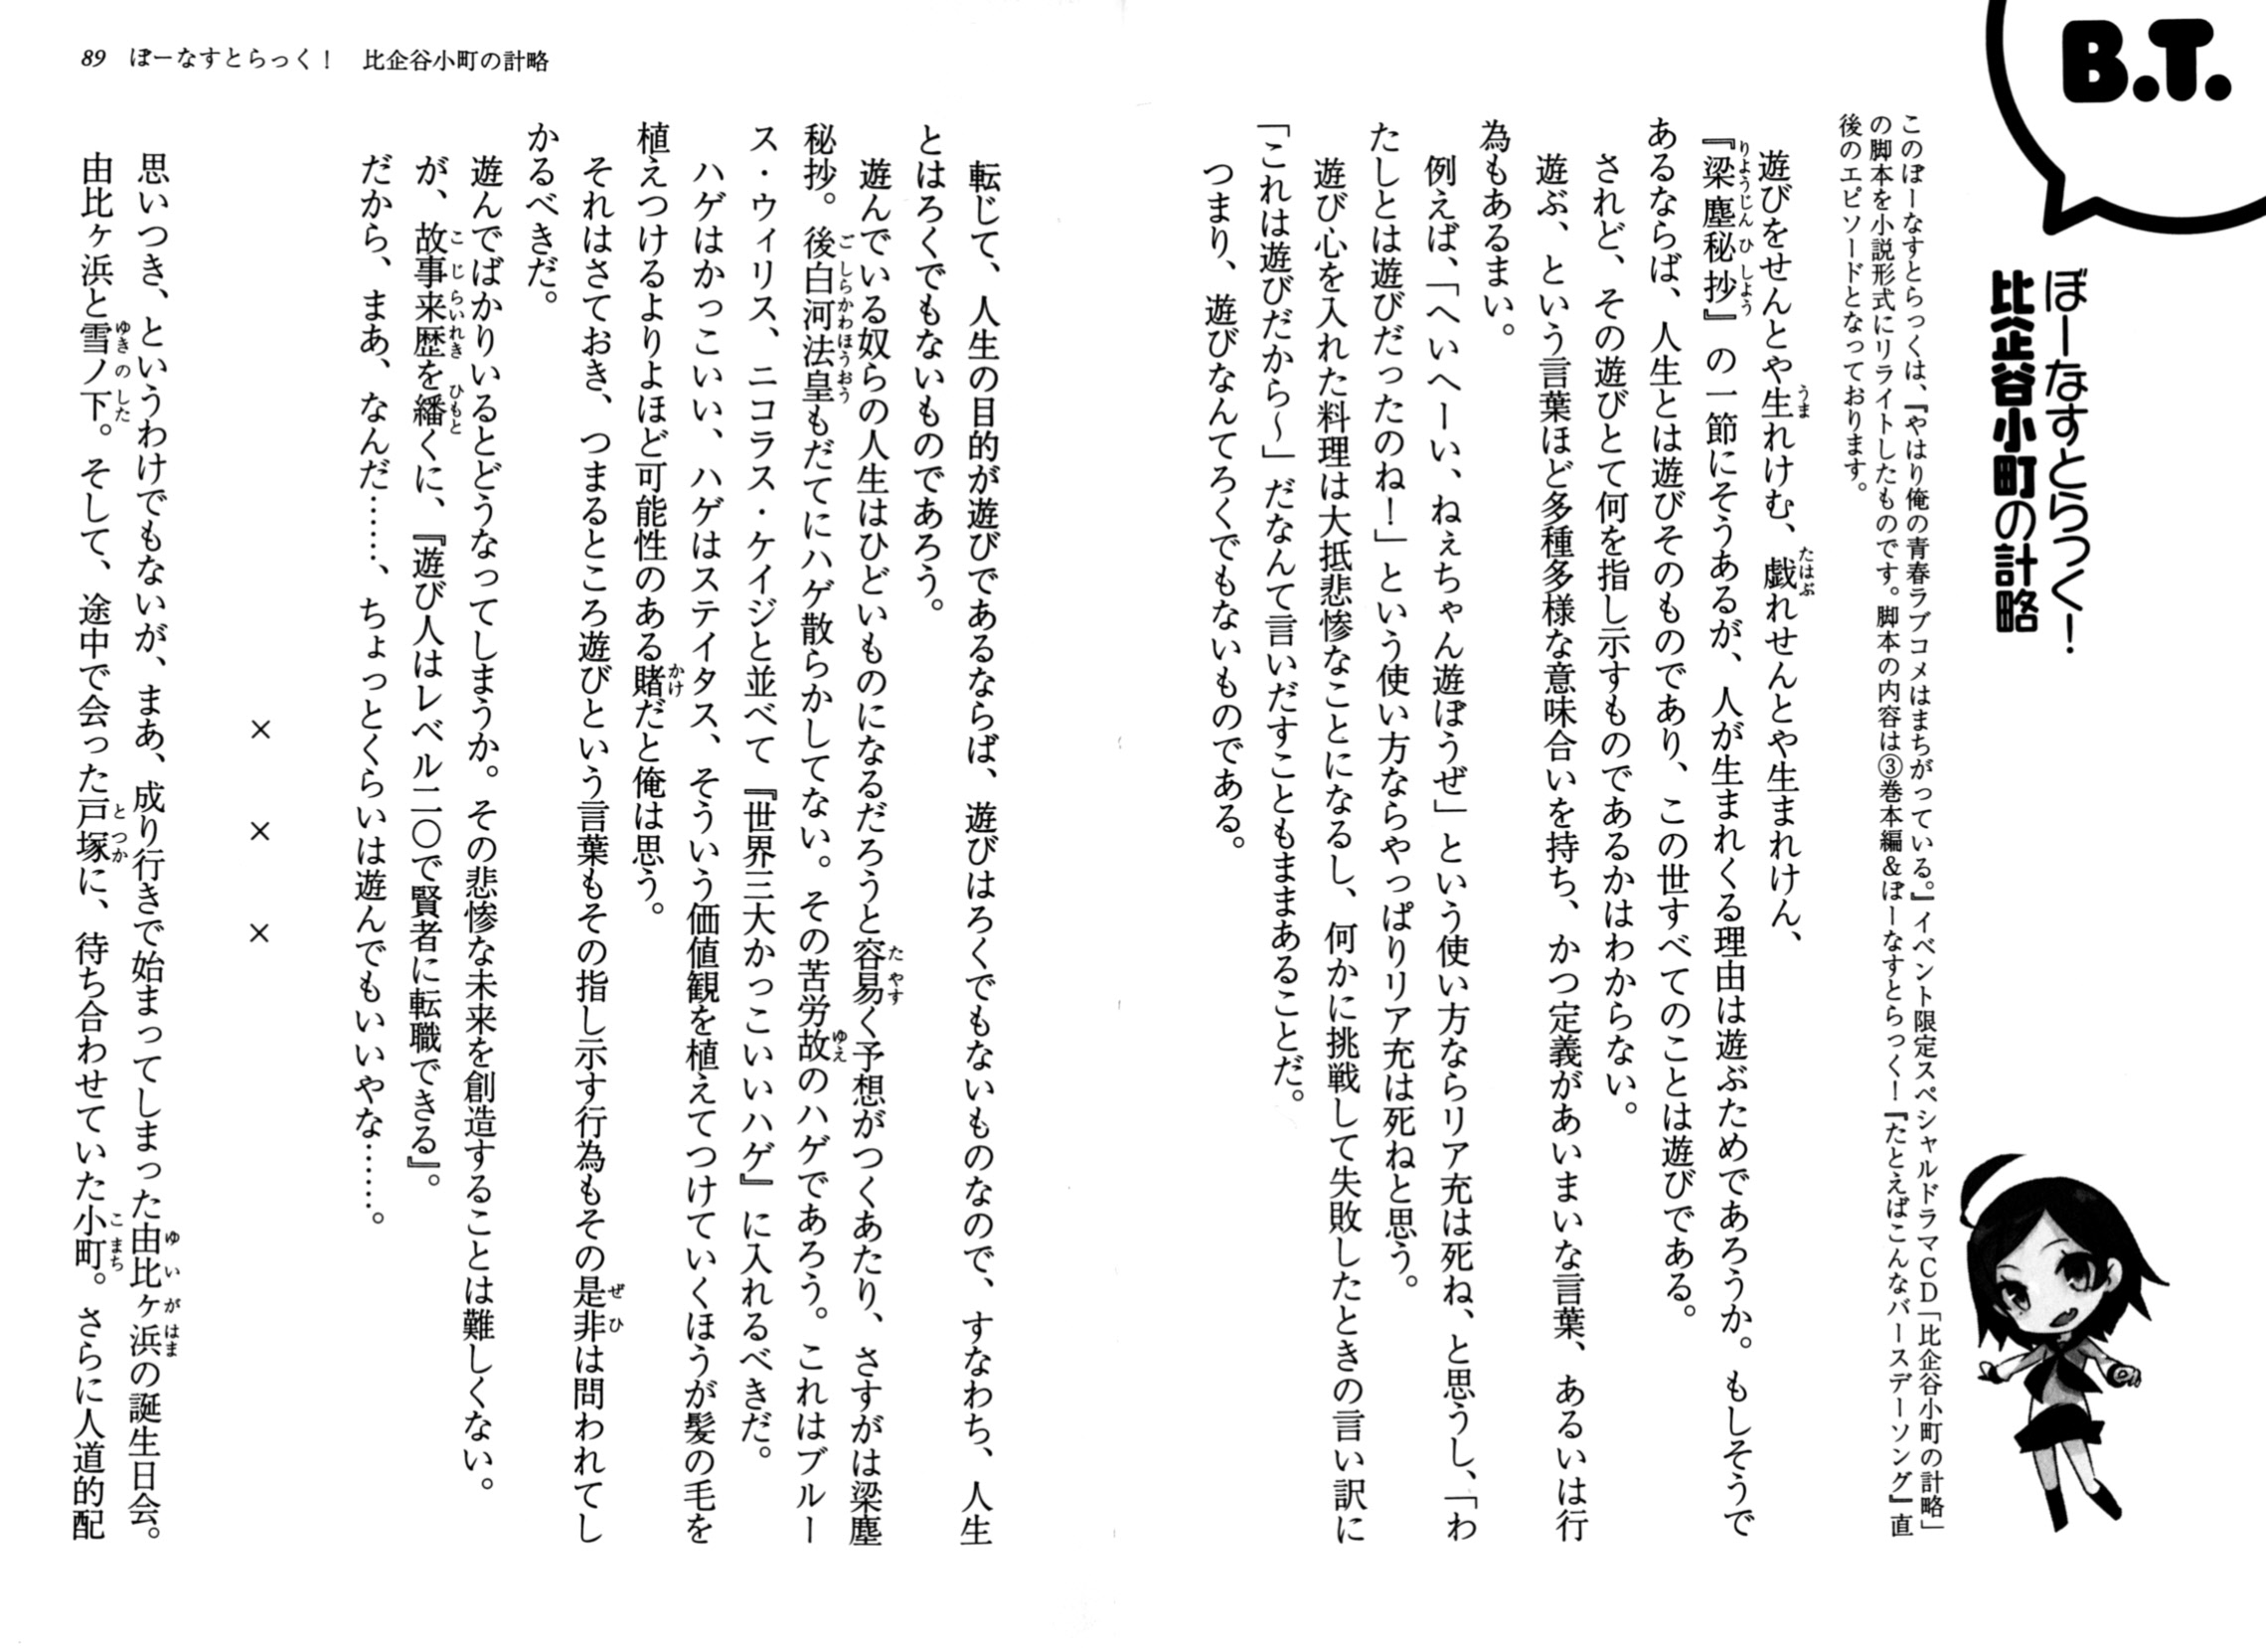 B.T.
ぼーなすとらっく！
比企谷小町の計略
このぼーなすとらっくは、『やはり俺の青春ラブコメはまちがっている。』イベント限定スペシャルドラマCD「比企谷小町の計略」
の脚本を小説形式にリライトしたものです。脚本の内容は③巻本編＆ぼーなすとらっく！『たとえばこんなバースデーソング』直
後のエピソードとなっております。
遊びをせんとや生れけむ、戯れせんとや生まれけん、
『梁塵秘抄』の一節にそうあるが、人が生まれくる理由は遊ぶためであろうか。もしそうで
あるならば、人生とは遊びそのものであり、この世すべてのことは遊びである。
されど、その遊びとて何を指し示すものであるかはわからない。
遊ぶ、という言葉ほど多種多様な意味合いを持ち、かつ定義があいまいな言葉、あるいは行
為もあるまい。
例えば、「へいへーい、ねぇちゃん遊ぼうぜ」という使い方ならリア充は死ね、と思うし、「わ
たしとは遊びだったのね！」という使い方ならやっぱりリア充は死ねと思う。
遊び心を入れた料理は大抵悲惨なことになるし、何かに挑戦して失敗したときの言い訳に
「これは遊びだから～」だなんて言いだすこともままあることだ。
つまり、遊びなんてろくでもないものである。
転じて、人生の目的が遊びであるならば、遊びはろくでもないものなので、すなわち、人生
とはろくでもないものであろう。
遊んでいる奴らの人生はひどいものになるだろうと容易く予想がつくあたり、さすがは梁塵
秘抄。後白河法皇もだてにハゲ散らかしてない。その苦労故のハゲであろう。これはブルー
ス・ウィリス、ニコラス・ケイジと並べて『世界三大かっこいいハゲ』に入れるべきだ。
ハゲはかっこいい、ハゲはステイタス、そういう価値観を植えてつけていくほうが髪の毛を
植えつけるよりよほど可能性のある賭だと俺は思う。
それはさておき、つまるところ遊びという言葉もその指し示す行為もその是非は問われてし
かるべきだ。
遊んでばかりいるとどうなってしまうか。その悲惨な未来を創造することは難しくない。
が、故事来歴を繙くに、『遊び人はレベル二〇で賢者に転職できる』。
だから、まあ、なんだ……、ちょっとくらいは遊んでもいいやな……。
× × ×
思いつき、というわけでもないが、まあ、成り行きで始まってしまった由比ヶ浜の誕生日会。
由比ヶ浜と雪ノ下。そして、途中で会った戸塚に、待ち合わせていた小町。さらに人道的配
89 ぼーなすとらっく！ 比企谷小町の計略